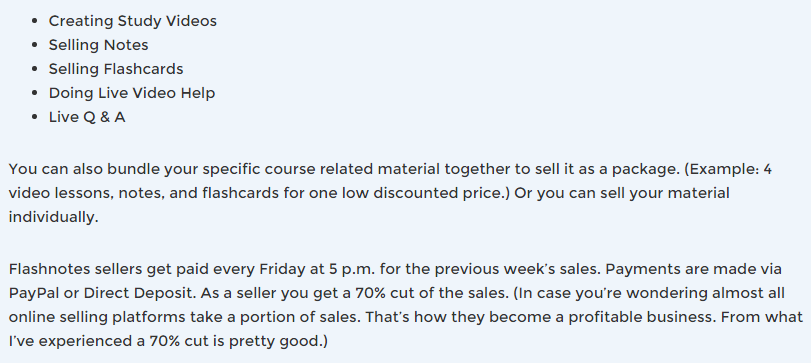 • Creating Study Videos
• Selling Notes
• Selling Flashcards
• Doing Live Video Help
• Live Q & A
You can also bundle your specific course related material together to sell it as a package. (Example: 4
video lessons, notes, and flashcards for one low discounted price.) Or you can sell your material
individually.
Flashnotes sellers get paid every Friday at 5 p.m. for the previous week’s sales. Payments are made via
PayPal or Direct Deposit. As a seller you get a 70% cut of the sales. (In case you’re wondering almost all
online selling platforms take a portion of sales. That’s how they become a profitable business. From what
I’ve experienced a 70% cut is pretty good.)